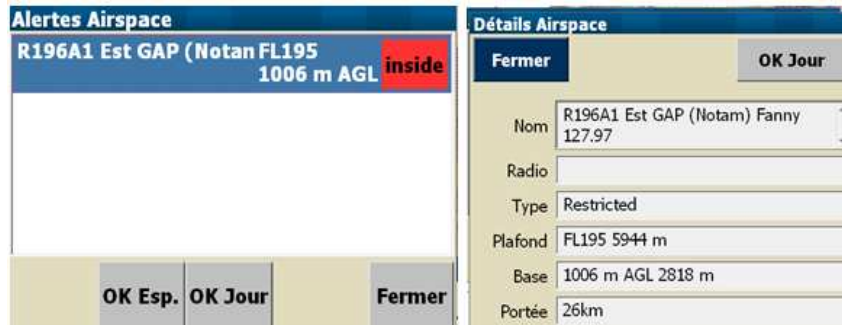 Alertes Airspace
R196A1 Est GAP (Notan FL195
1006 m AGL inside
OK Esp. OK Jour Fermer
Détails Airspace
Fermer OK Jour
Nom R196A1 Est GAP (Notam) Fanny
127.97
Radio
Type Restricted
Plafond FL195 5944 m
Base 1006 m AGL 2818 m
Portée 26km